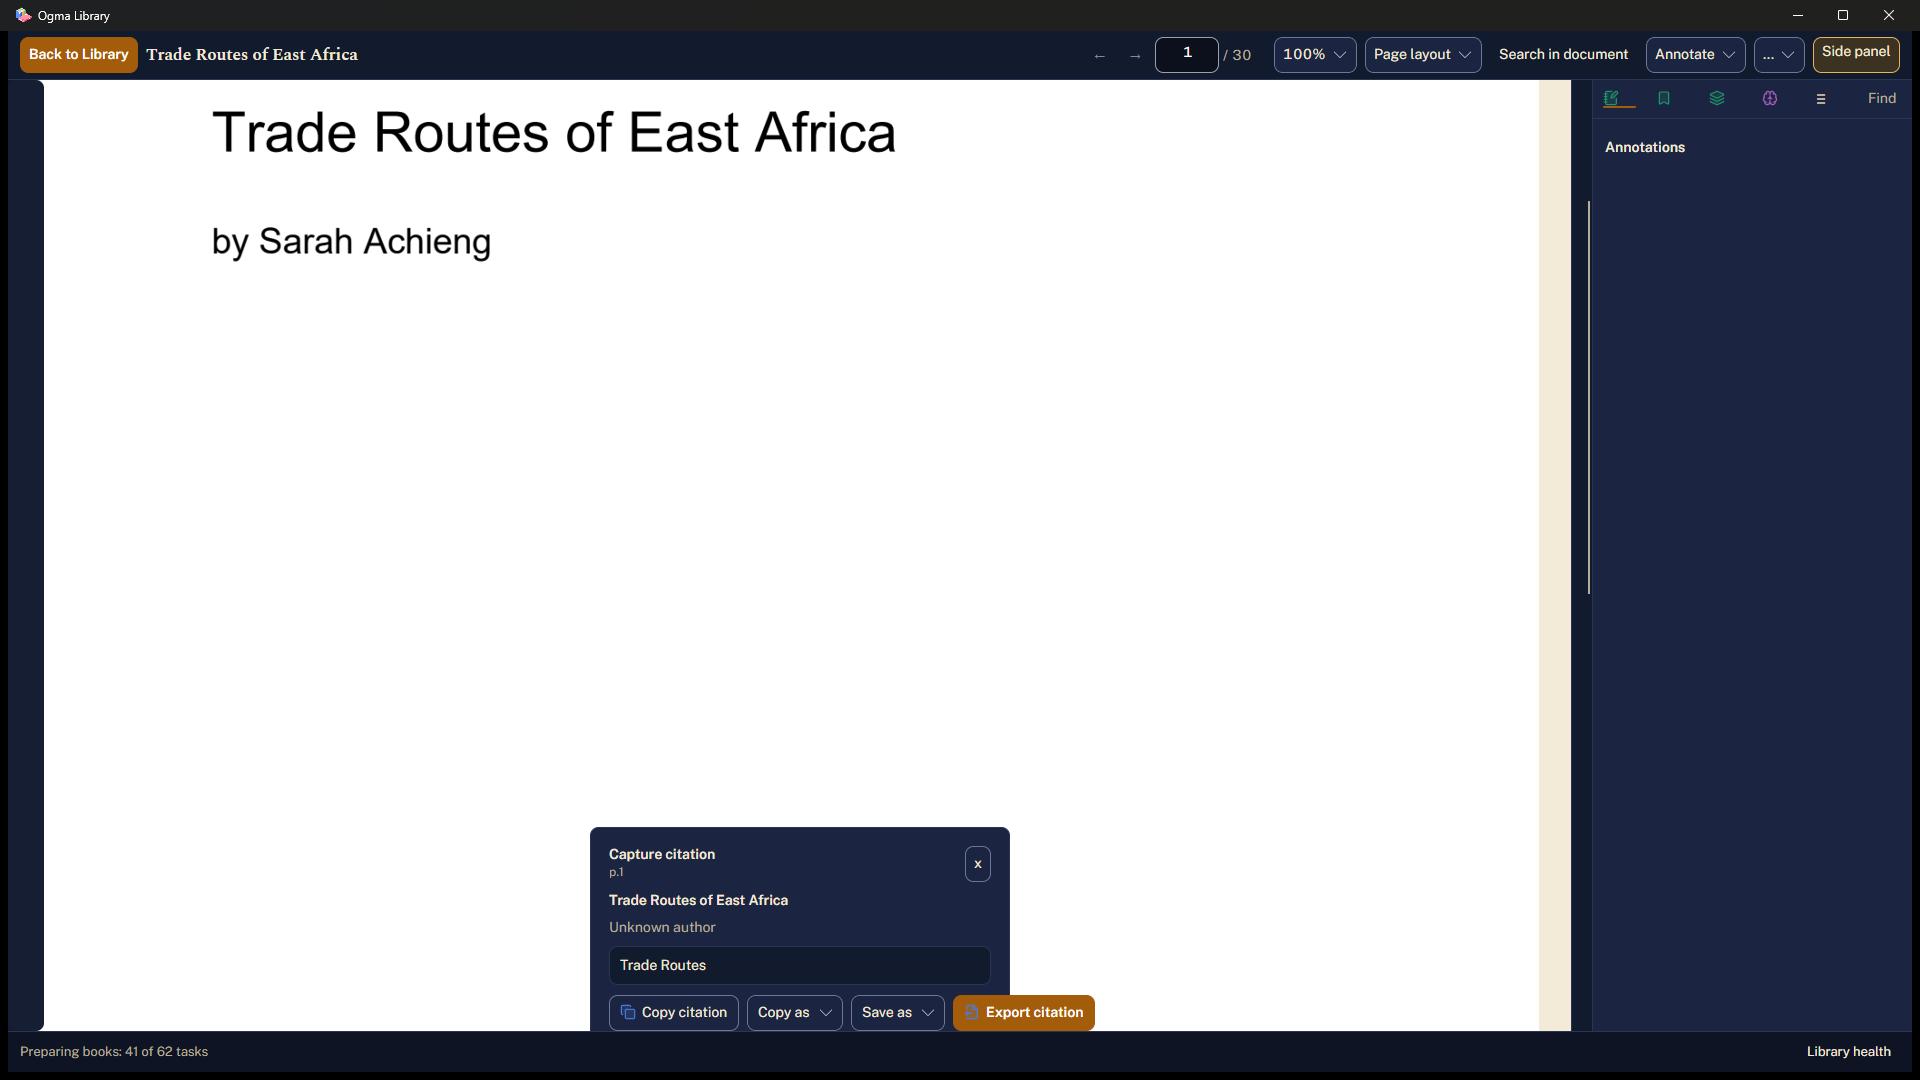 Ogma Library
Back to Library Trade Routes of East Africa ← → 1 / 30 100% Page layout Search in document Annotate ... Side panel
Find
Annotations
Trade Routes of East Africa
by Sarah Achieng
Capture citation
x
p.1
Trade Routes of East Africa
Unknown author
Trade Routes
Copy citation Copy as Save as Export citation
Preparing books: 41 of 62 tasks Library health